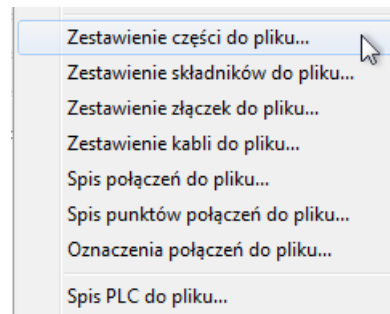 Zestawienie części do pliku...
Zestawienie składników do pliku...
Zestawienie złączek do pliku...
Zestawienie kabli do pliku...
Spis połączeń do pliku...
Spis punktów połączeń do pliku...
Oznaczenia połączeń do pliku...
Spis PLC do pliku...